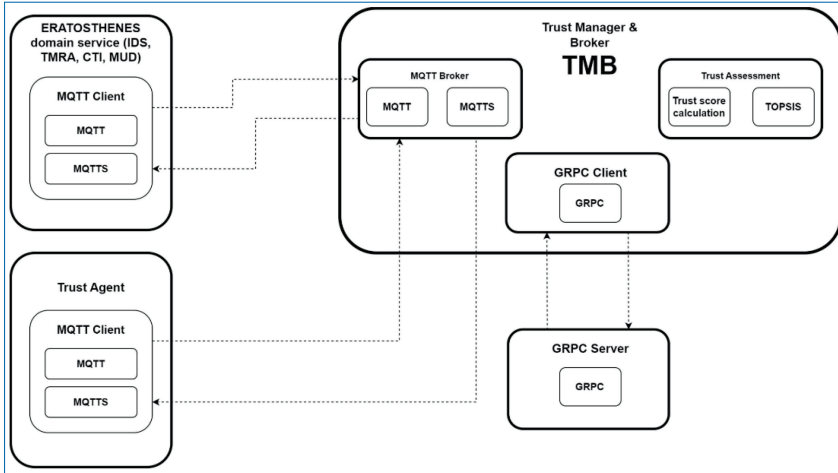 ERATOSTHENES
domain service (IDS,
TMRA, CTI, MUD)
MQTT Client
MQTT
MQTTS
Trust Manager &
Broker
TMB
MQTT Broker
MQTT
MQTTS
Trust Assessment
Trust score
calculation
TOPSIS
GRPC Client
GRPC
Trust Agent
MQTT Client
MQTT
MQTTS
GRPC Server
GRPC